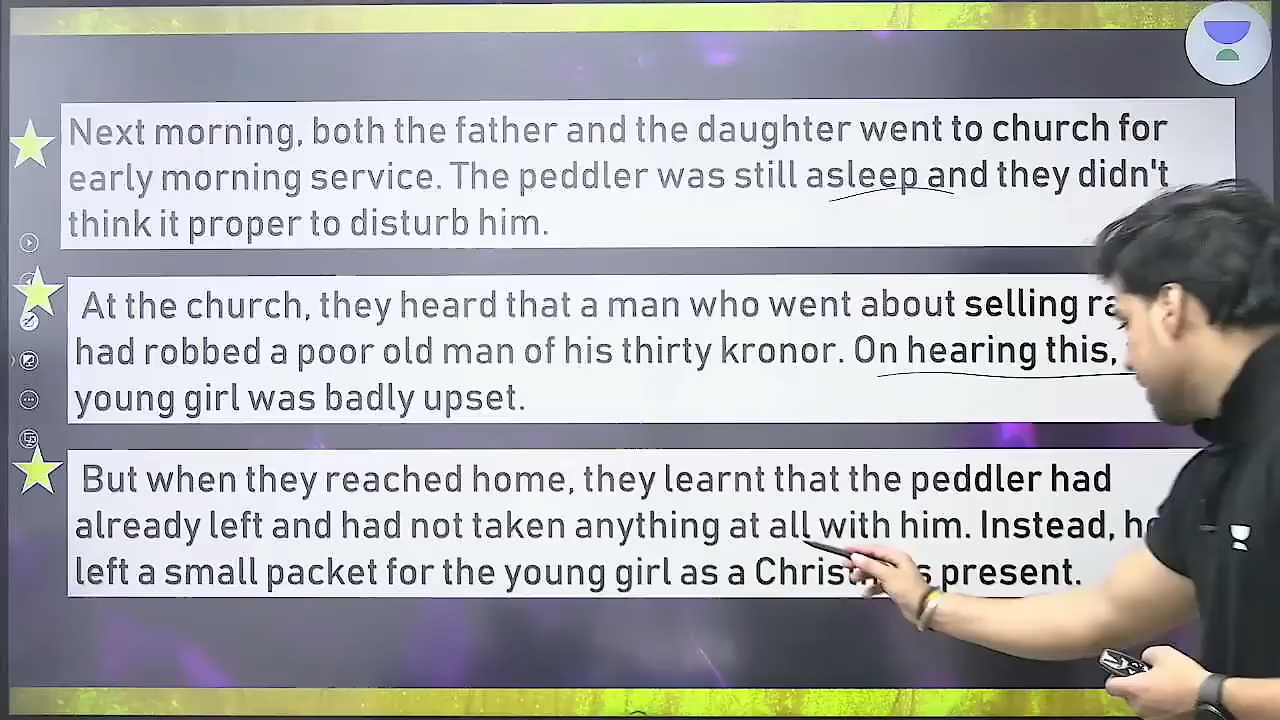 Next morning, both the father and the daughter went to church for
early morning service. The peddler was still asleep and they didn't
think it proper to disturb him.
At the church, they heard that a man who went about selling
had robbed a poor old man of his thirty kronor. On hearing this,
young girl was badly upset.
But when they reached home, they learnt that the peddler had
already left and had not taken anything at all with him. Instead,
left a small packet for the young girl as a present.